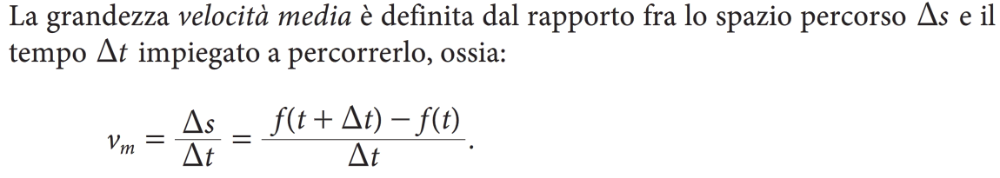 La grandezza velocità media è definita dal rapporto fra lo spazio percorso Δs e il
tempo Δt impiegato a percorrerlo, ossia:
v_m = Δs/Δt = (f(t + Δt) − f(t))/Δt.